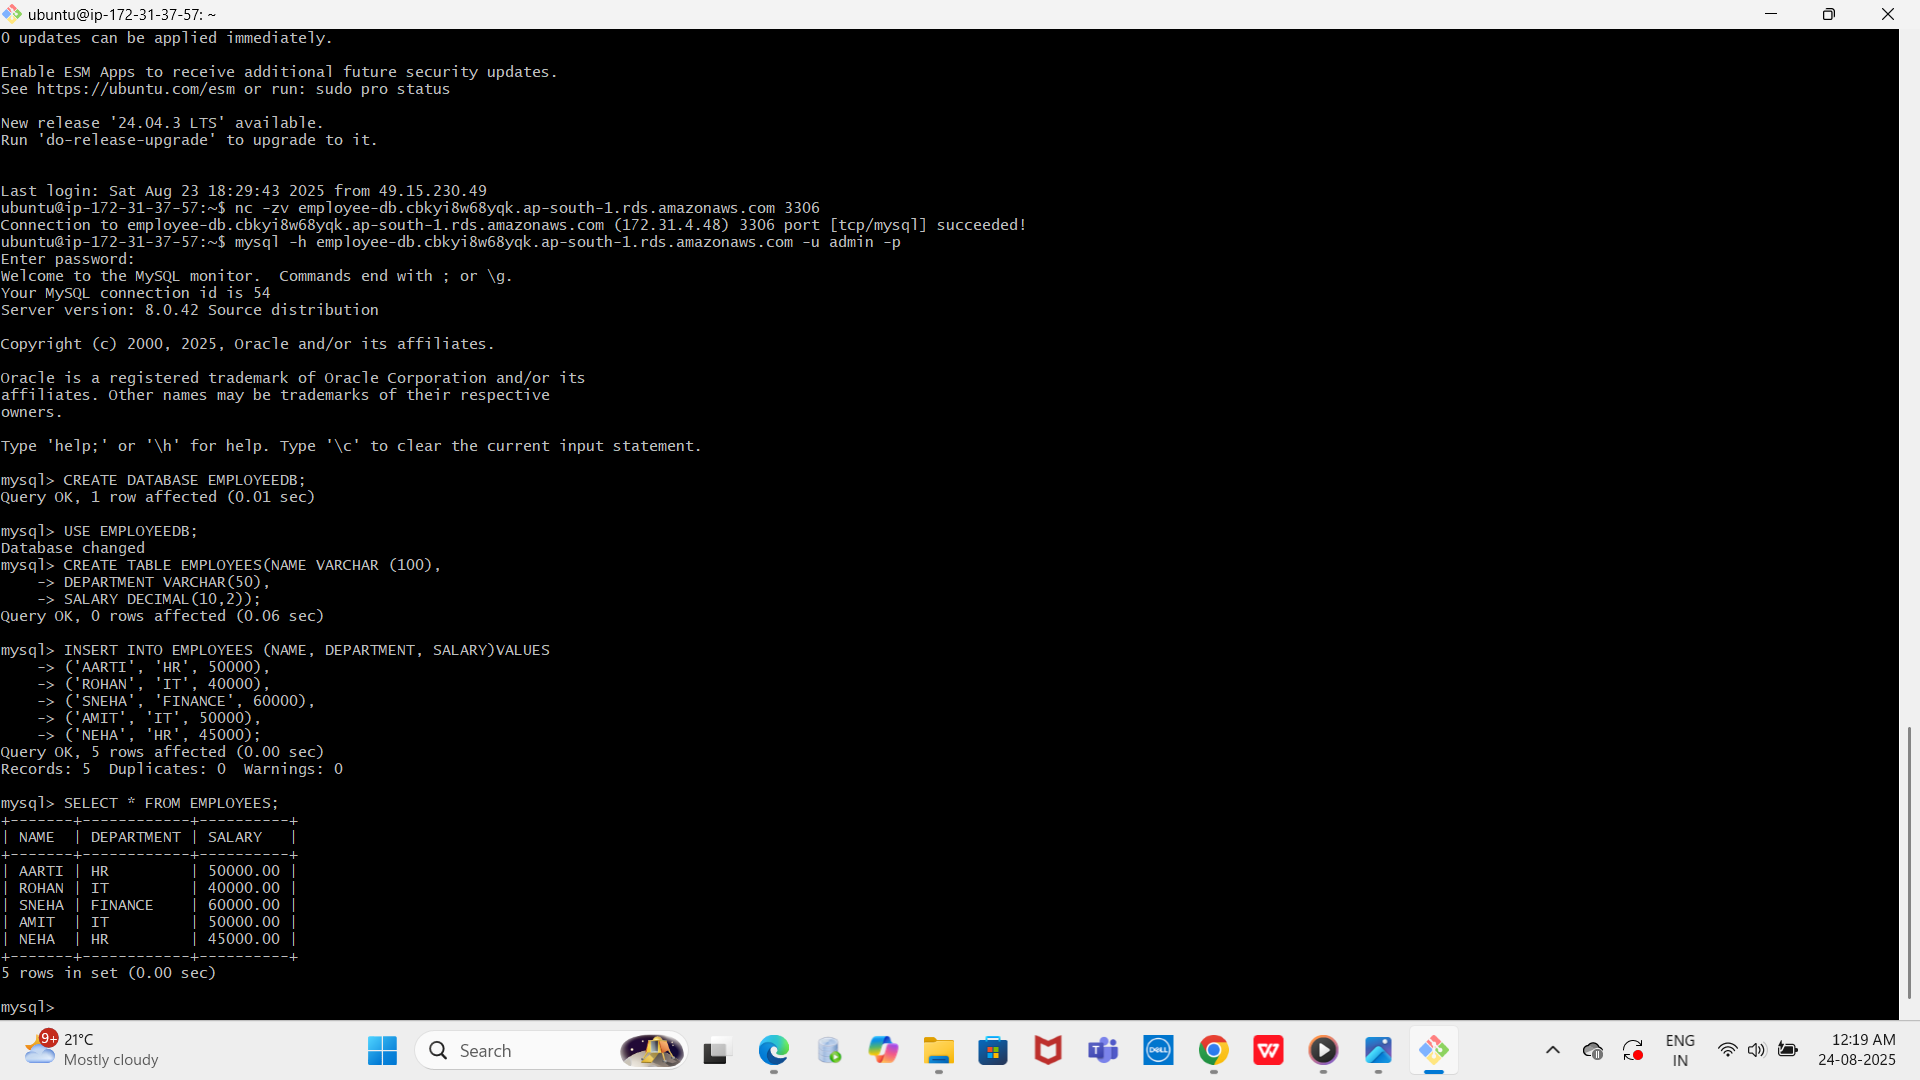 ubuntu@ip-172-31-37-57: ~
0 updates can be applied immediately.
Enable ESM Apps to receive additional future security updates.
See https://ubuntu.com/esm or run: sudo pro status
New release '24.04.3 LTS' available.
Run 'do-release-upgrade' to upgrade to it.
Last login: Sat Aug 23 18:29:43 2025 from 49.15.230.49
ubuntu@ip-172-31-37-57:~$ nc -zv employee-db.cbkyi8w68yqk.ap-south-1.rds.amazonaws.com 3306
Connection to employee-db.cbkyi8w68yqk.ap-south-1.rds.amazonaws.com (172.31.4.48) 3306 port [tcp/mysql] succeeded!
ubuntu@ip-172-31-37-57:~$ mysql -h employee-db.cbkyi8w68yqk.ap-south-1.rds.amazonaws.com -u admin -p
Enter password:
Welcome to the MySQL monitor.  Commands end with ; or \g.
Your MySQL connection id is 54
Server version: 8.0.42 Source distribution
Copyright (c) 2000, 2025, Oracle and/or its affiliates.
Oracle is a registered trademark of Oracle Corporation and/or its
affiliates. Other names may be trademarks of their respective
owners.
Type 'help;' or '\h' for help. Type '\c' to clear the current input statement.
mysql> CREATE DATABASE EMPLOYEEDB;
Query OK, 1 row affected (0.01 sec)
mysql> USE EMPLOYEEDB;
Database changed
mysql> CREATE TABLE EMPLOYEES(NAME VARCHAR (100),
    -> DEPARTMENT VARCHAR(50),
    -> SALARY DECIMAL(10,2));
Query OK, 0 rows affected (0.06 sec)
mysql> INSERT INTO EMPLOYEES (NAME, DEPARTMENT, SALARY)VALUES
    -> ('AARTI', 'HR', 50000),
    -> ('ROHAN', 'IT', 40000),
    -> ('SNEHA', 'FINANCE', 60000),
    -> ('AMIT', 'IT', 50000),
    -> ('NEHA', 'HR', 45000);
Query OK, 5 rows affected (0.00 sec)
Records: 5  Duplicates: 0  Warnings: 0
mysql> SELECT * FROM EMPLOYEES;
+-------+------------+----------+
| NAME  | DEPARTMENT | SALARY   |
+-------+------------+----------+
| AARTI | HR         | 50000.00 |
| ROHAN | IT         | 40000.00 |
| SNEHA | FINANCE    | 60000.00 |
| AMIT  | IT         | 50000.00 |
| NEHA  | HR         | 45000.00 |
+-------+------------+----------+
5 rows in set (0.00 sec)
mysql>
9+ 21°C
Mostly cloudy
Search
DELL
W
ENG
IN
12:19 AM
24-08-2025